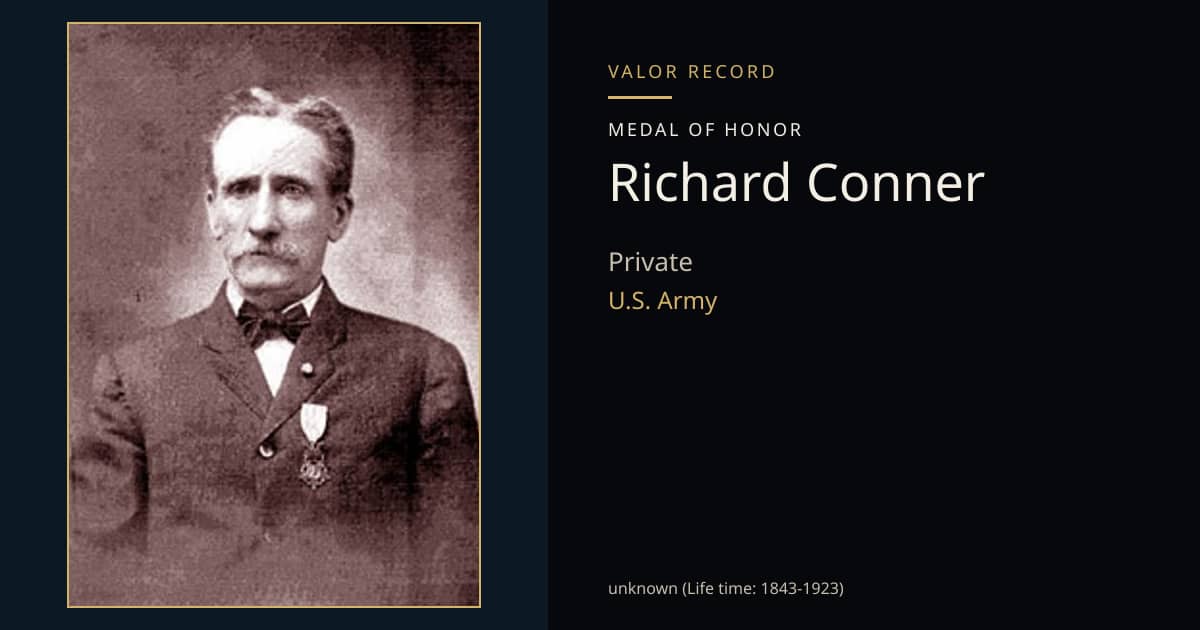 VALOR RECORD
MEDAL OF HONOR
Richard Conner
Private
U.S. Army
unknown (Life time: 1843-1923)